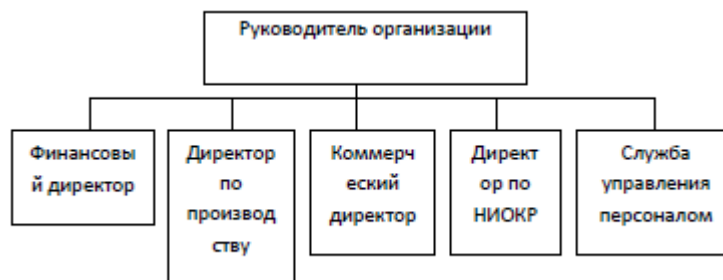 Руководитель организации
Финансовы
й директор
Директор
по
производ
ству
Коммерч
еский
директор
Директ
ор по
НИОКР
Служба
управления
персоналом